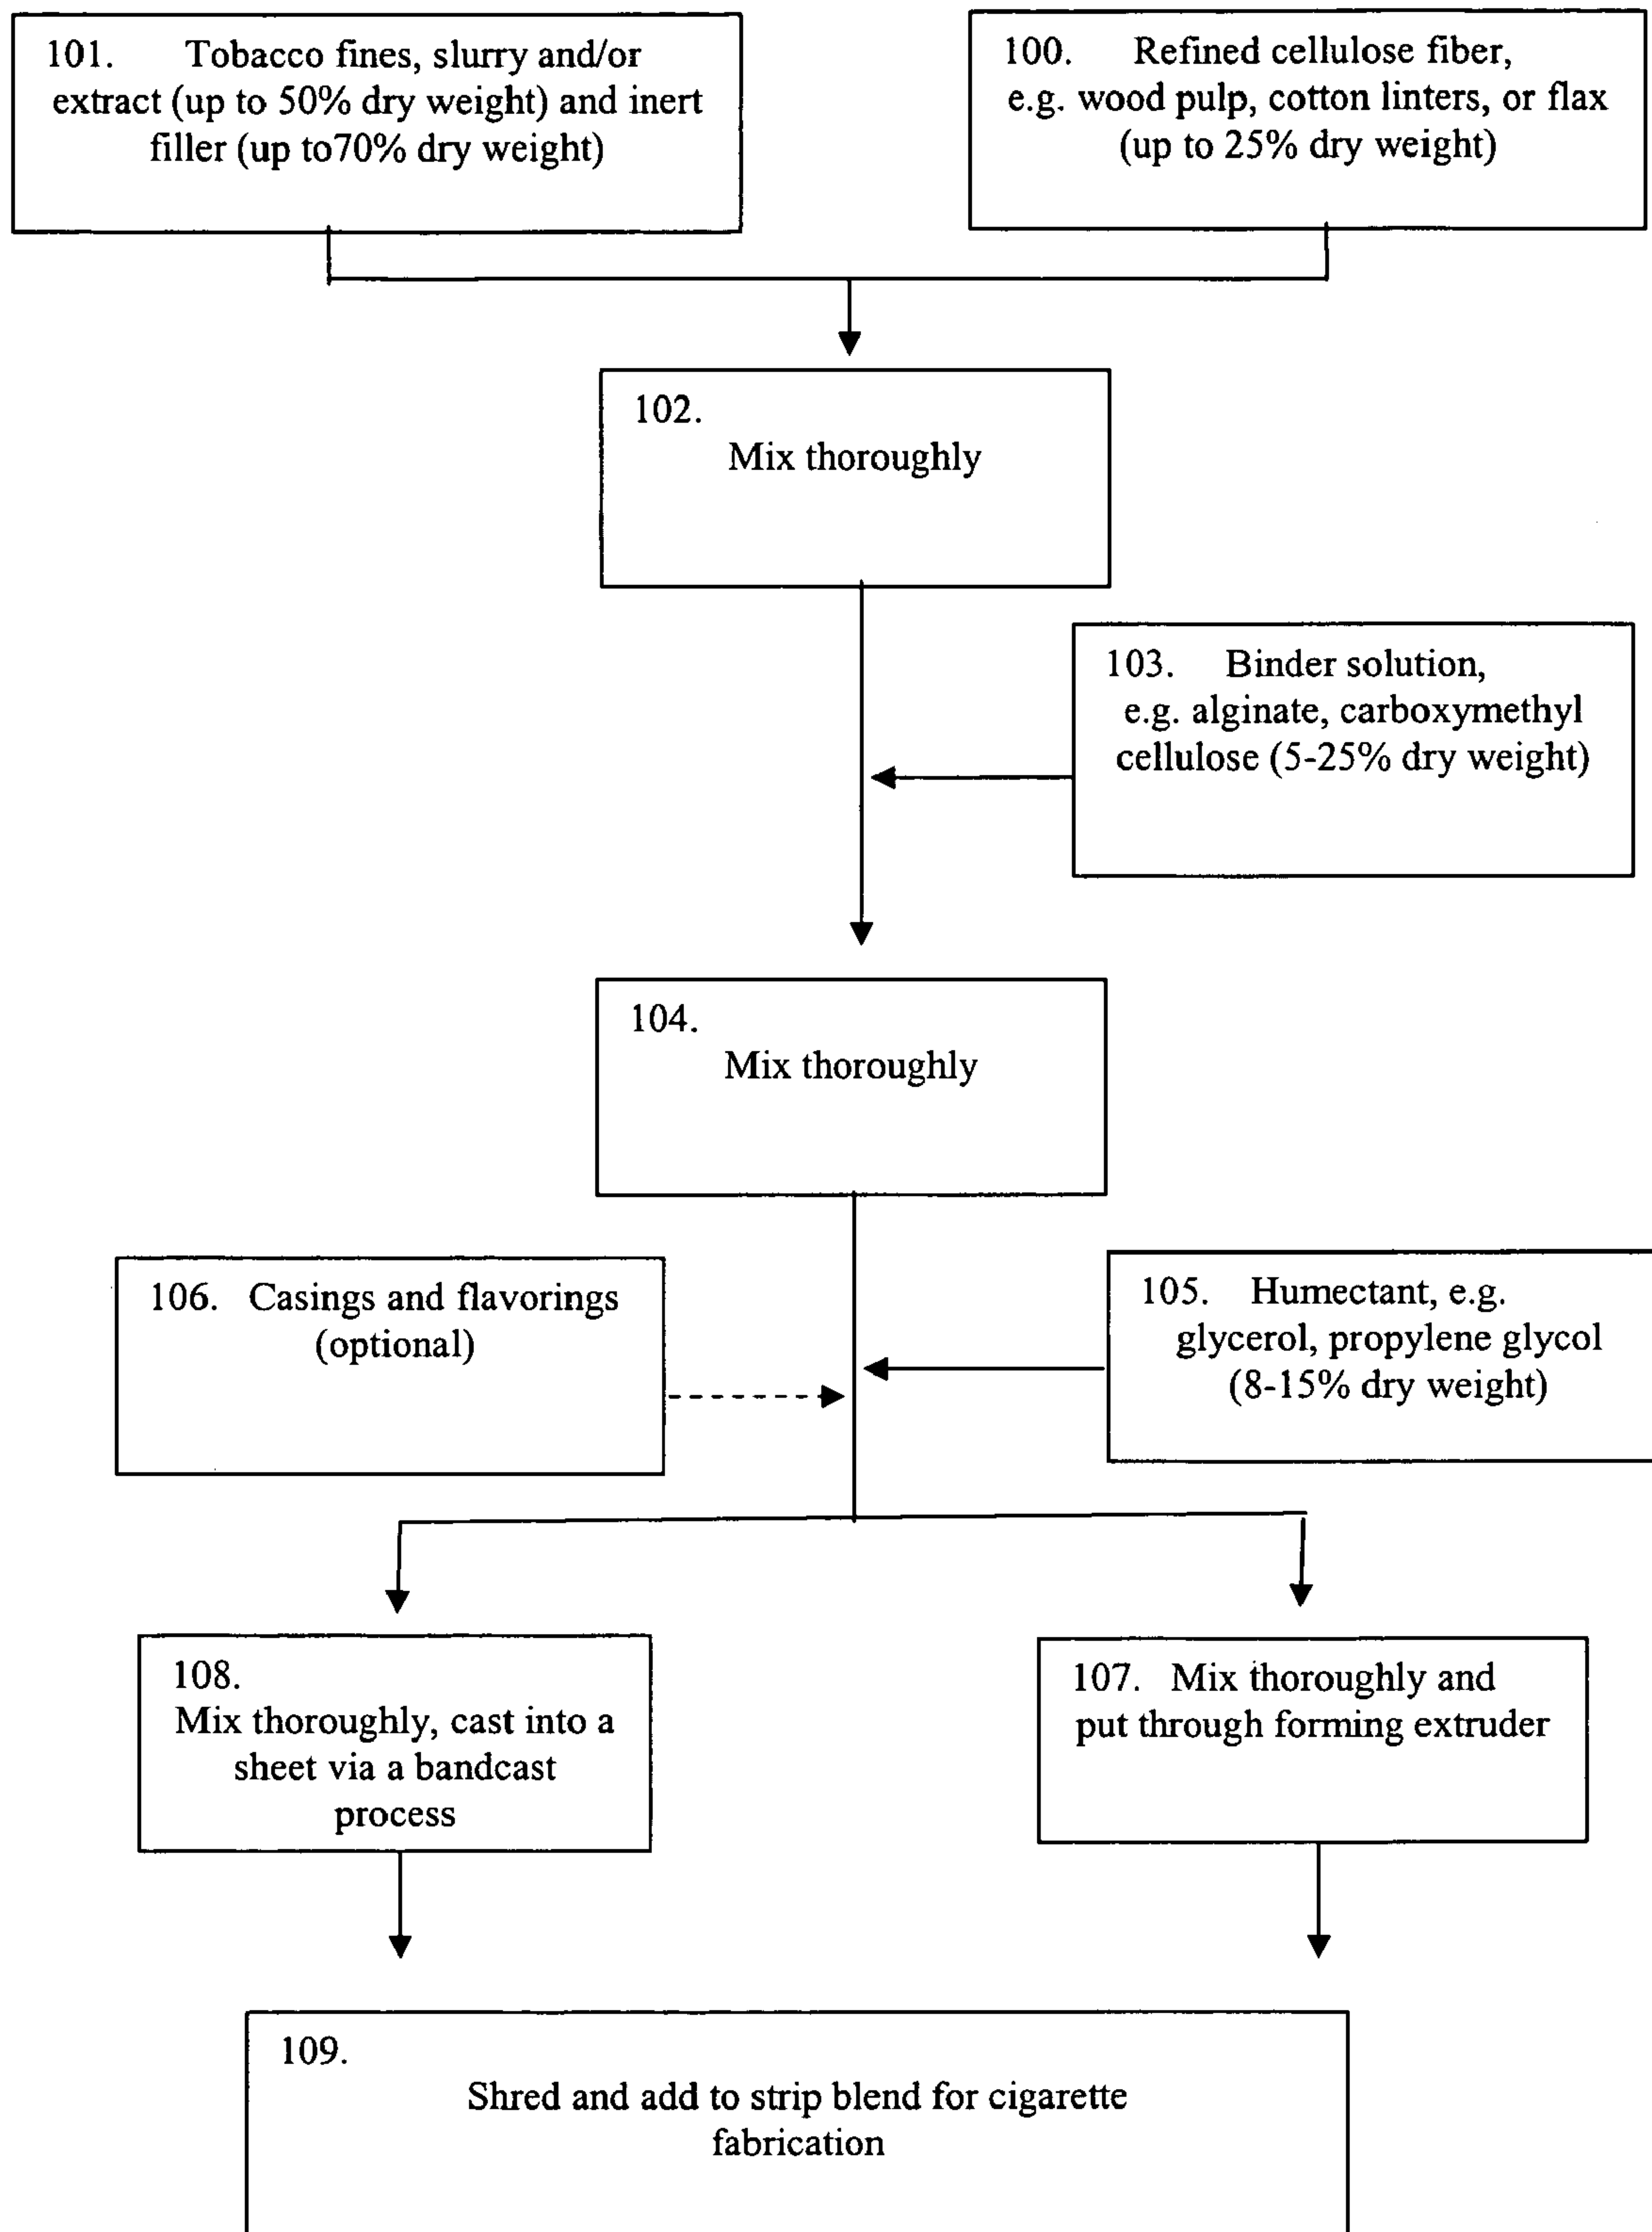 101. Tobacco fines, slurry and/or
extract (up to 50% dry weight) and inert
filler (up to70% dry weight)
100. Refined cellulose fiber,
e.g. wood pulp, cotton linters, or flax
(up to 25% dry weight)
102.
Mix thoroughly
103. Binder solution,
e.g. alginate, carboxymethyl
cellulose (5-25% dry weight)
104.
Mix thoroughly
106. Casings and flavorings
(optional)
105. Humectant, e.g.
glycerol, propylene glycol
(8-15% dry weight)
108.
Mix thoroughly, cast into a
sheet via a bandcast
process
107. Mix thoroughly and
put through forming extruder
109.
Shred and add to strip blend for cigarette
fabrication